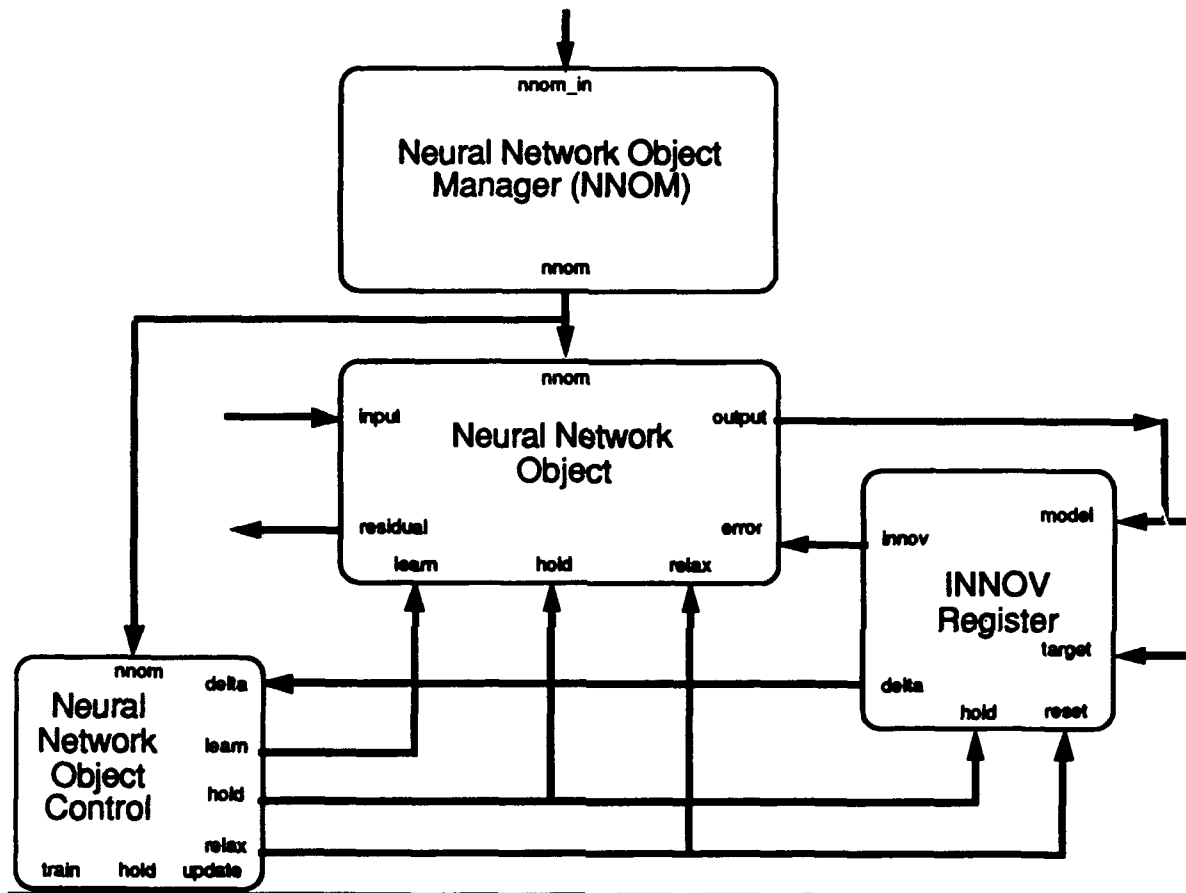 nnom_in
Neural Network Object
Manager (NNOM)
nnom
nnom
input
output
Neural Network
Object
residual
error
learn
hold
relax
model
innov
INNOV
Register
target
delta
hold
reset
nnom
delta
Neural
Network
Object
Control
learn
hold
relax
train
hold
update